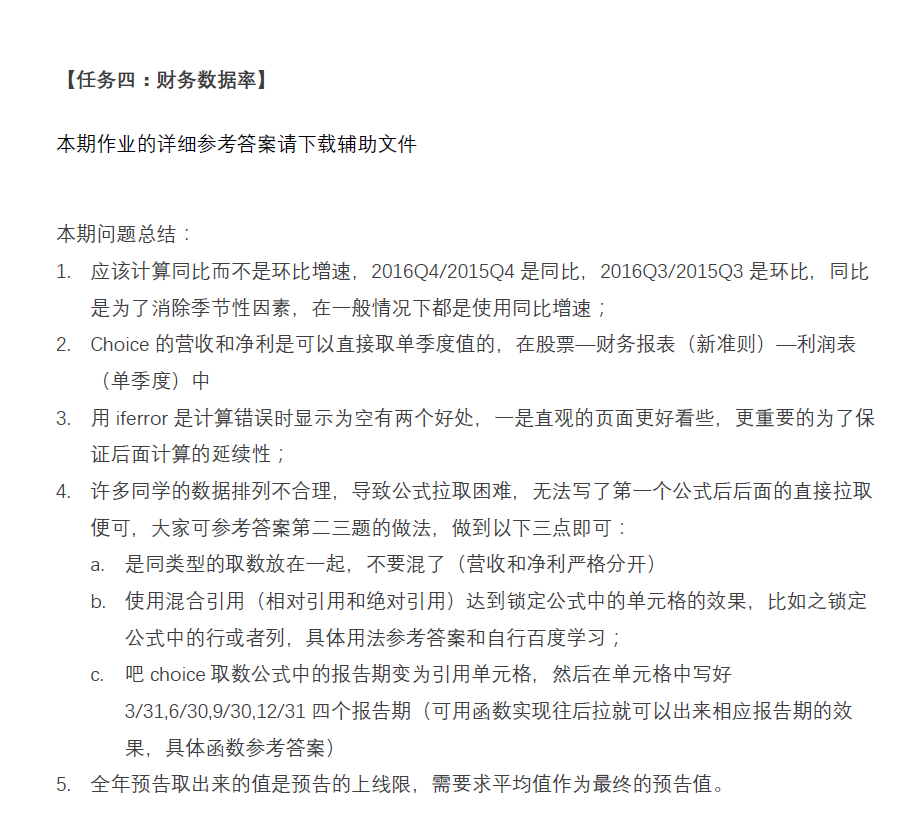 【任务四：财务数据率】
本期作业的详细参考答案请下载辅助文件
本期问题总结：
1. 应该计算同比而不是环比增速，2016Q4/2015Q4 是同比，2016Q3/2015Q3 是环比，同比
是为了消除季节性因素，在一般情况下都是使用同比增速；
2. Choice 的营收和净利是可以直接取单季度值的，在股票—财务报表（新准则）—利润表
（单季度）中
3. 用 iferror 是计算错误时显示为空有两个好处，一是直观的页面更好看些，更重要的为了保
证后面计算的延续性；
4. 许多同学的数据排列不合理，导致公式拉取困难，无法写了第一个公式后后面的直接拉取
便可，大家可参考答案第二三题的做法，做到以下三点即可：
a. 是同类型的取数放在一起，不要混了（营收和净利严格分开）
b. 使用混合引用（相对引用和绝对引用）达到锁定公式中的单元格的效果，比如之锁定
公式中的行或者列，具体用法参考答案和自行百度学习；
c. 吧 choice 取数公式中的报告期变为引用单元格，然后在单元格中写好
3/31,6/30,9/30,12/31 四个报告期（可用函数实现往后拉就可以出来相应报告期的效
果，具体函数参考答案）
5. 全年预告取出来的值是预告的上线限，需要求平均值作为最终的预告值。